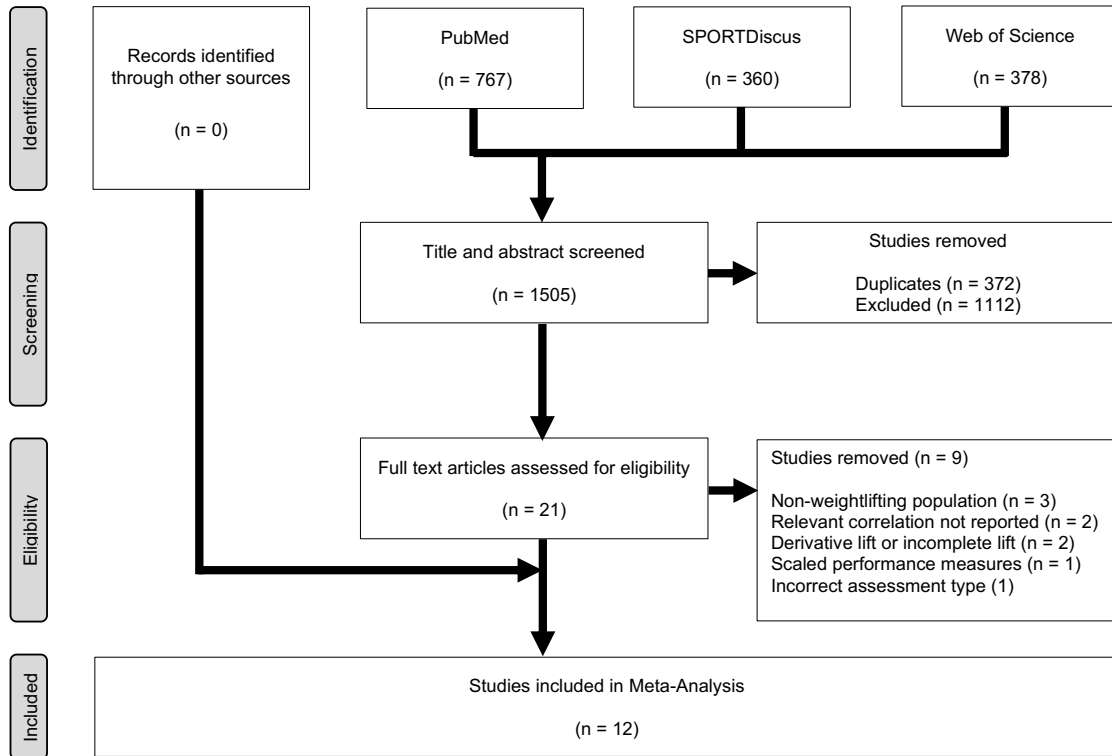 Identification
Records identified
through other sources
(n = 0)
PubMed
(n = 767)
SPORTDiscus
(n = 360)
Web of Science
(n = 378)
Screening
Title and abstract screened
(n = 1505)
Studies removed
Duplicates (n = 372)
Excluded (n = 1112)
Eligibility
Full text articles assessed for eligibility
(n = 21)
Studies removed (n = 9)
Non-weightlifting population (n = 3)
Relevant correlation not reported (n = 2)
Derivative lift or incomplete lift (n = 2)
Scaled performance measures (n = 1)
Incorrect assessment type (1)
Included
Studies included in Meta-Analysis
(n = 12)